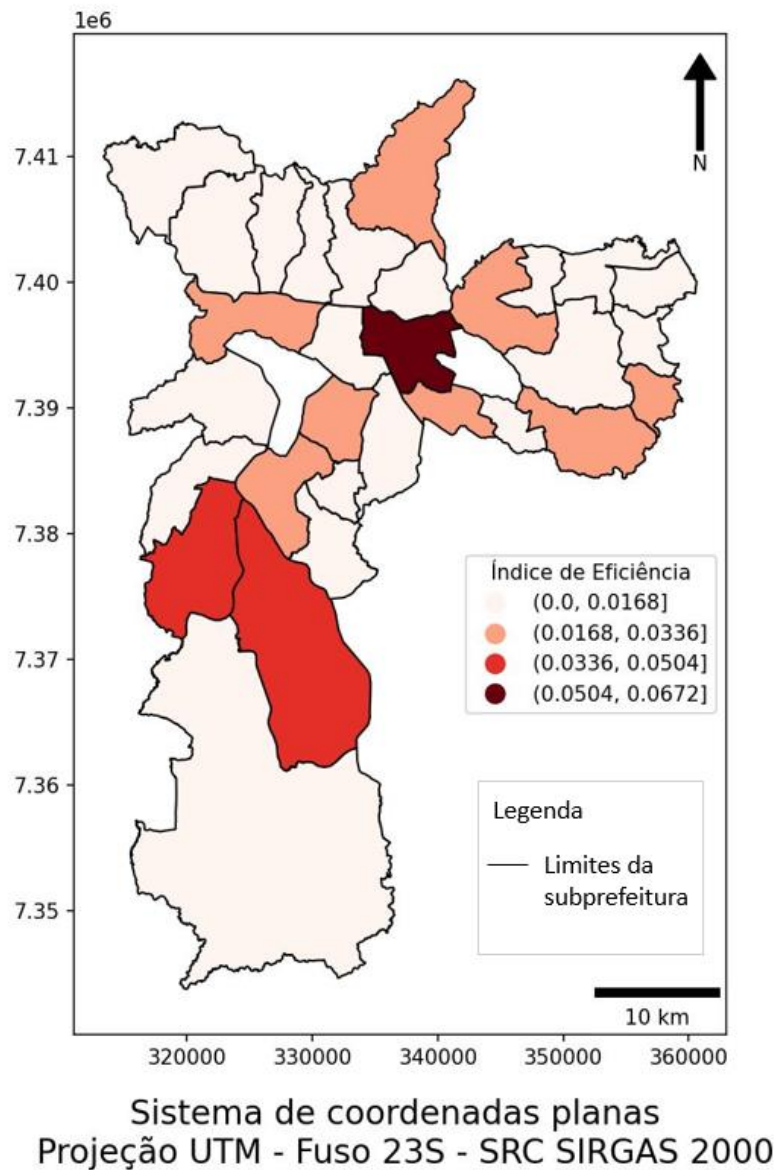 1e6
7.41
7.40
7.39
7.38
7.37
7.36
7.35
N
Índice de Eficiência
(0.0, 0.0168]
(0.0168, 0.0336]
(0.0336, 0.0504]
(0.0504, 0.0672]
Legenda
Limites da
subprefeitura
10 km
320000 330000 340000 350000 360000
Sistema de coordenadas planas
Projeção UTM - Fuso 23S - SRC SIRGAS 2000